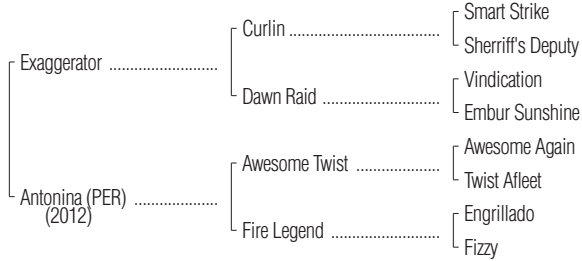 Smart Strike
Curlin ..............................
Sherriff's Deputy
Exaggerator .........................
Vindication
Dawn Raid ........................
Embur Sunshine
Awesome Again
Awesome Twist ..................
Twist Afleet
Antonina (PER) ...................
(2012)
Engrillado
Fire Legend .......................
Fizzy